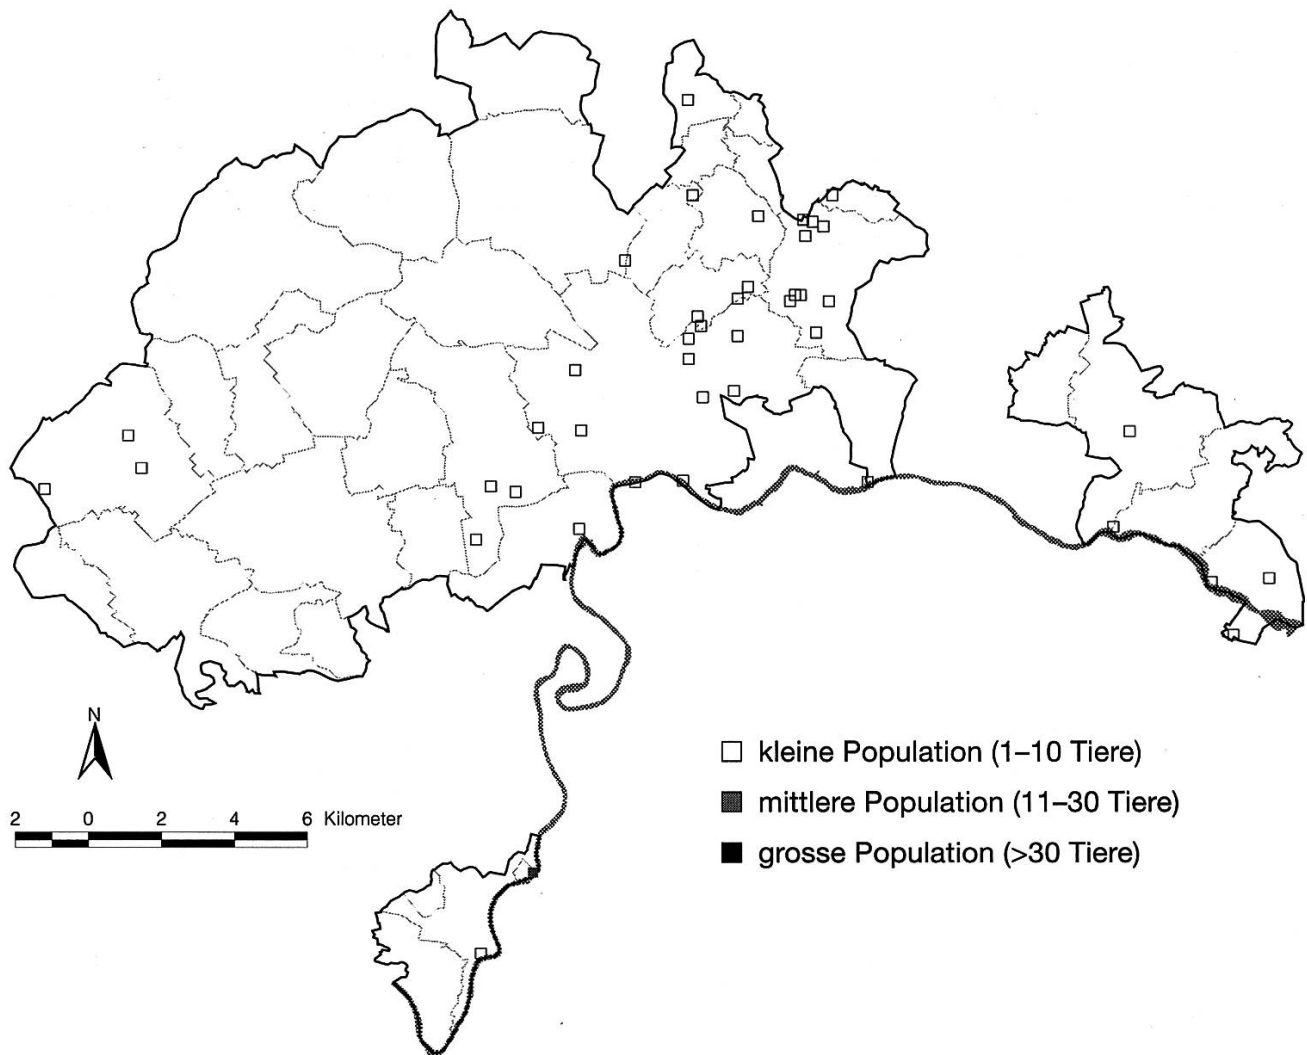 N
2 0 2 4 6 Kilometer
kleine Population (1–10 Tiere)
mittlere Population (11–30 Tiere)
grosse Population (>30 Tiere)